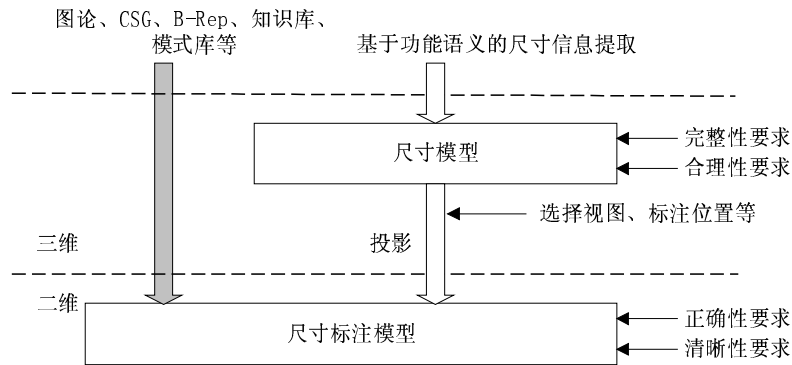 图论、CSG、B-Rep、知识库、
模式库等
基于功能语义的尺寸信息提取
尺寸模型
完整性要求
合理性要求
选择视图、标注位置等
三维
投影
二维
尺寸标注模型
正确性要求
清晰性要求